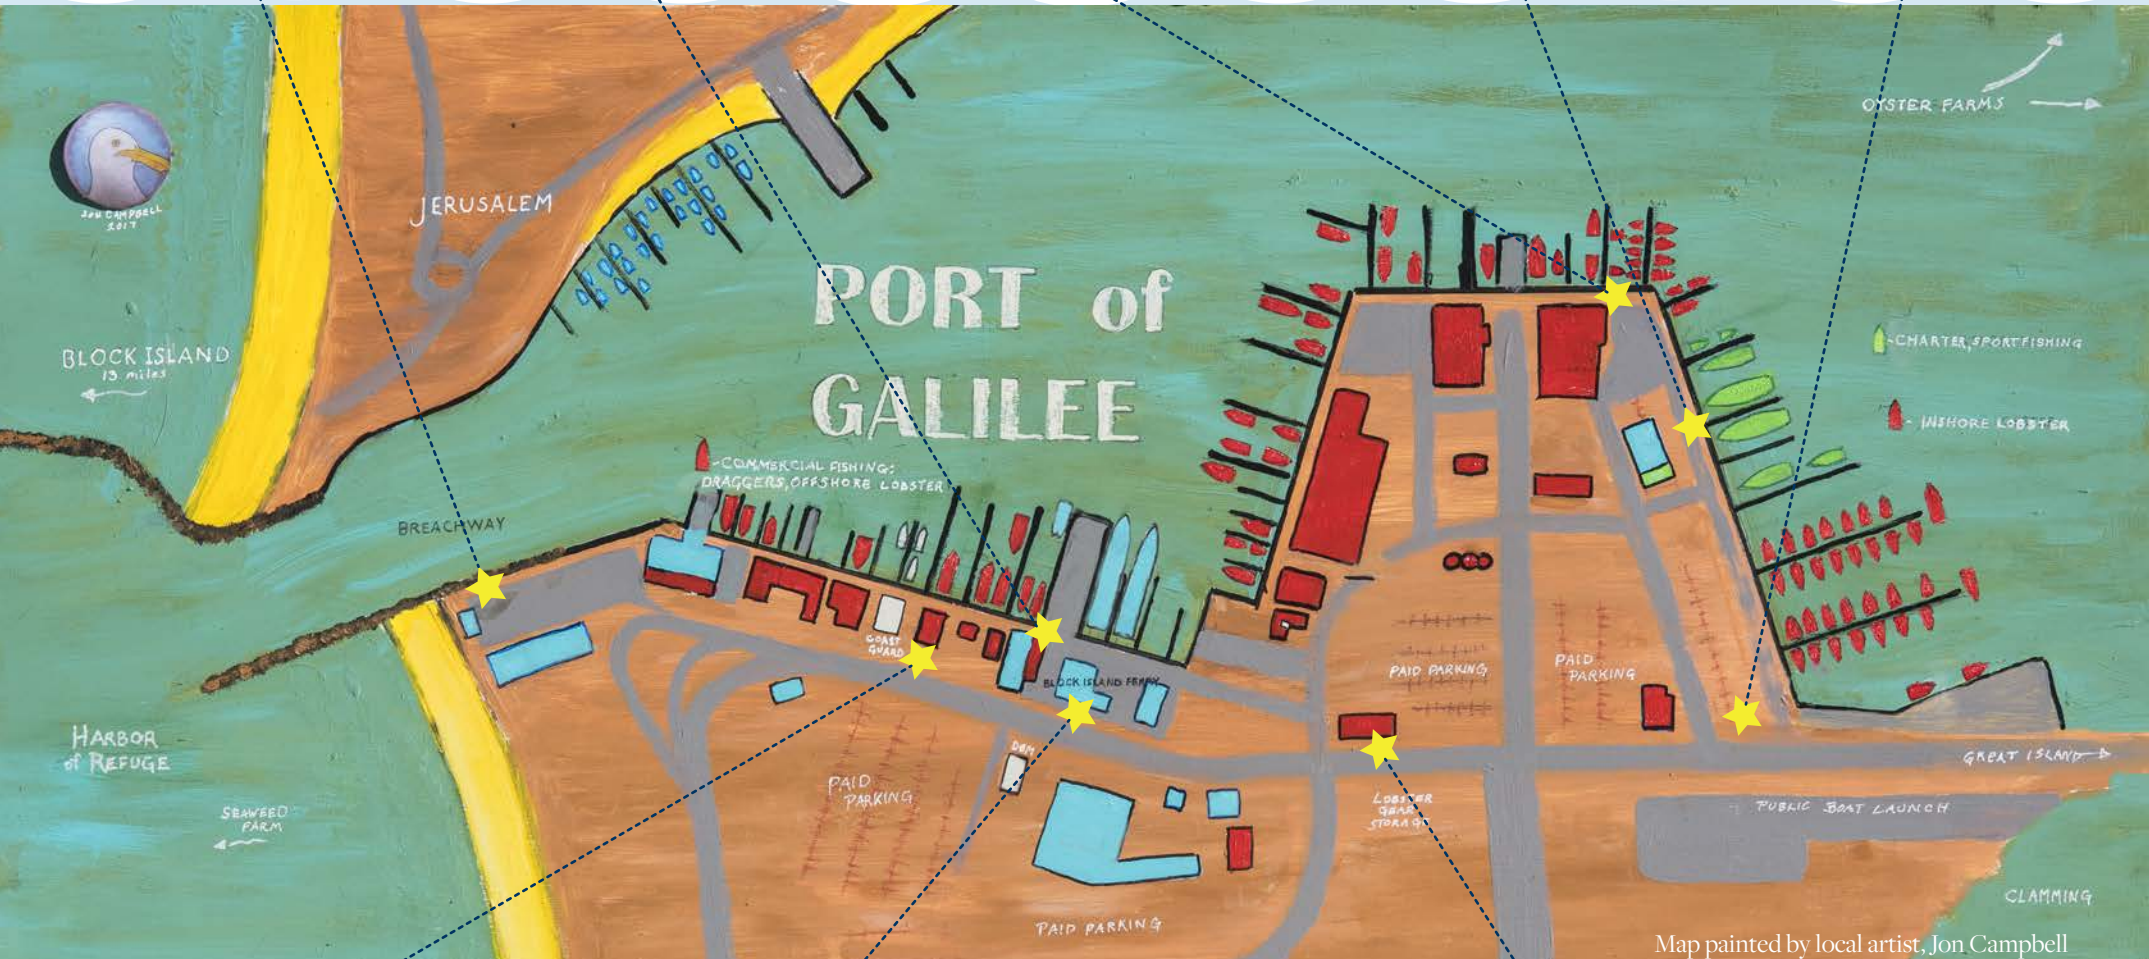 OYSTER FARMS
JON CAMPBELL
2017
JERUSALEM
PORT of
GALILEE
BLOCK ISLAND
13 miles
-CHARTER, SPORTFISHING
- INSHORE LOBSTER
-COMMERCIAL FISHING:
DRAGGERS, OFFSHORE LOBSTER
BREACHWAY
COAST
GUARD
BLOCK ISLAND FERRY
PAID PARKING
PAID
PARKING
HARBOR
of REFUGE
SEAWEED
FARM
DEM
PAID
PARKING
GREAT ISLAND
LOBSTER
GEAR
STORAGE
PUBLIC BOAT LAUNCH
CLAMMING
PAID PARKING
Map painted by local artist, Jon Campbell